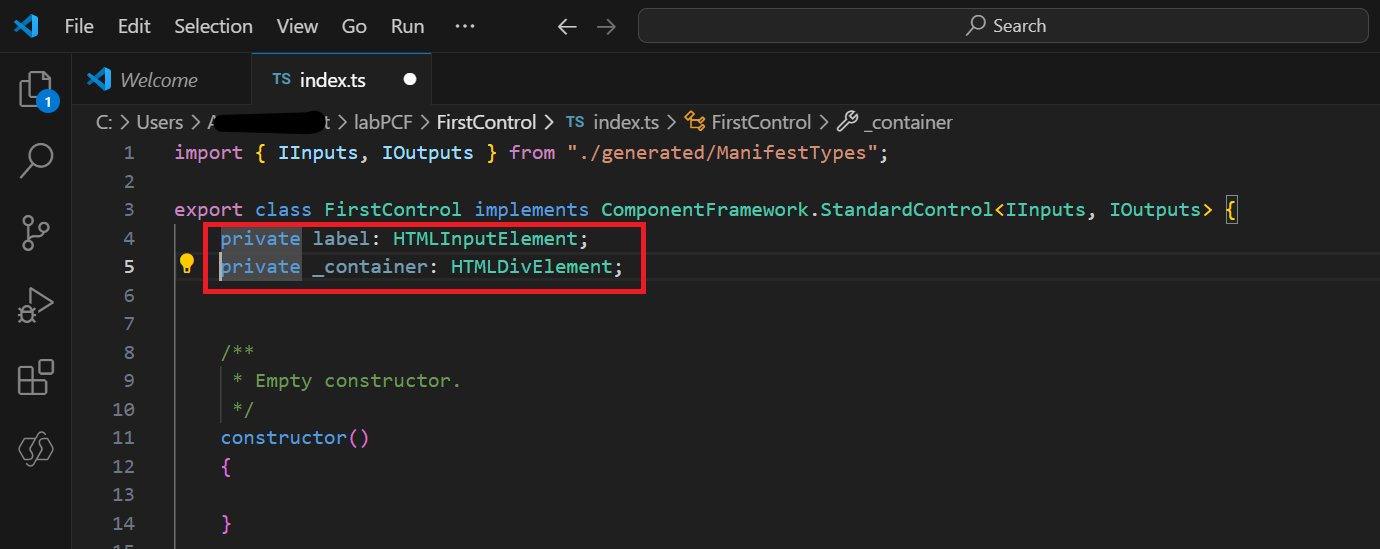 File Edit Selection View Go Run ··· ← → Search
1
Welcome TS index.ts
C: > Users > > labPCF > FirstControl > TS index.ts > FirstControl > _container
1 import { IInputs, IOutputs } from "./generated/ManifestTypes";
2
3 export class FirstControl implements ComponentFramework.StandardControl<IInputs, IOutputs> {
4 private label: HTMLInputElement;
5 private _container: HTMLDivElement;
6
7
8 /**
9 * Empty constructor.
10 */
11 constructor()
12 {
13
14 }